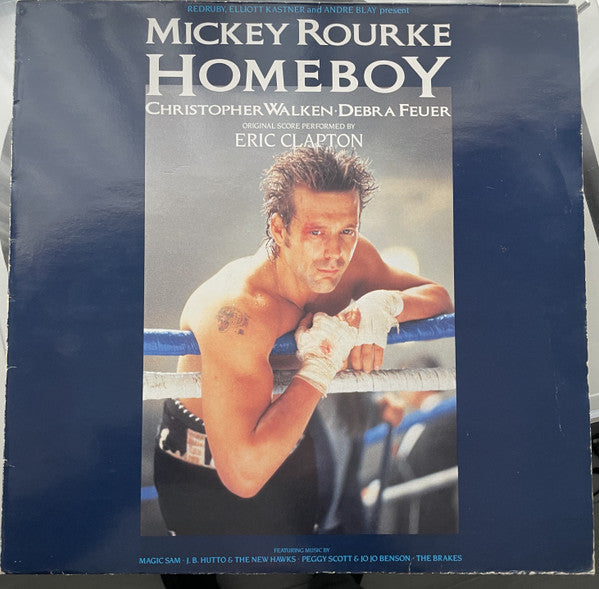 REDRUBY, ELLIOTT KASTNER and ANDRE BLAY present
MICKEY ROURKE
HOMEBOY
CHRISTOPHER WALKEN · DEBRA FEUER
ORIGINAL SCORE PERFORMED BY
ERIC CLAPTON
FEATURING MUSIC BY
MAGIC SAM · J. B. HUTTO & THE NEW HAWKS · PEGGY SCOTT & JO JO BENSON · THE BRAKES